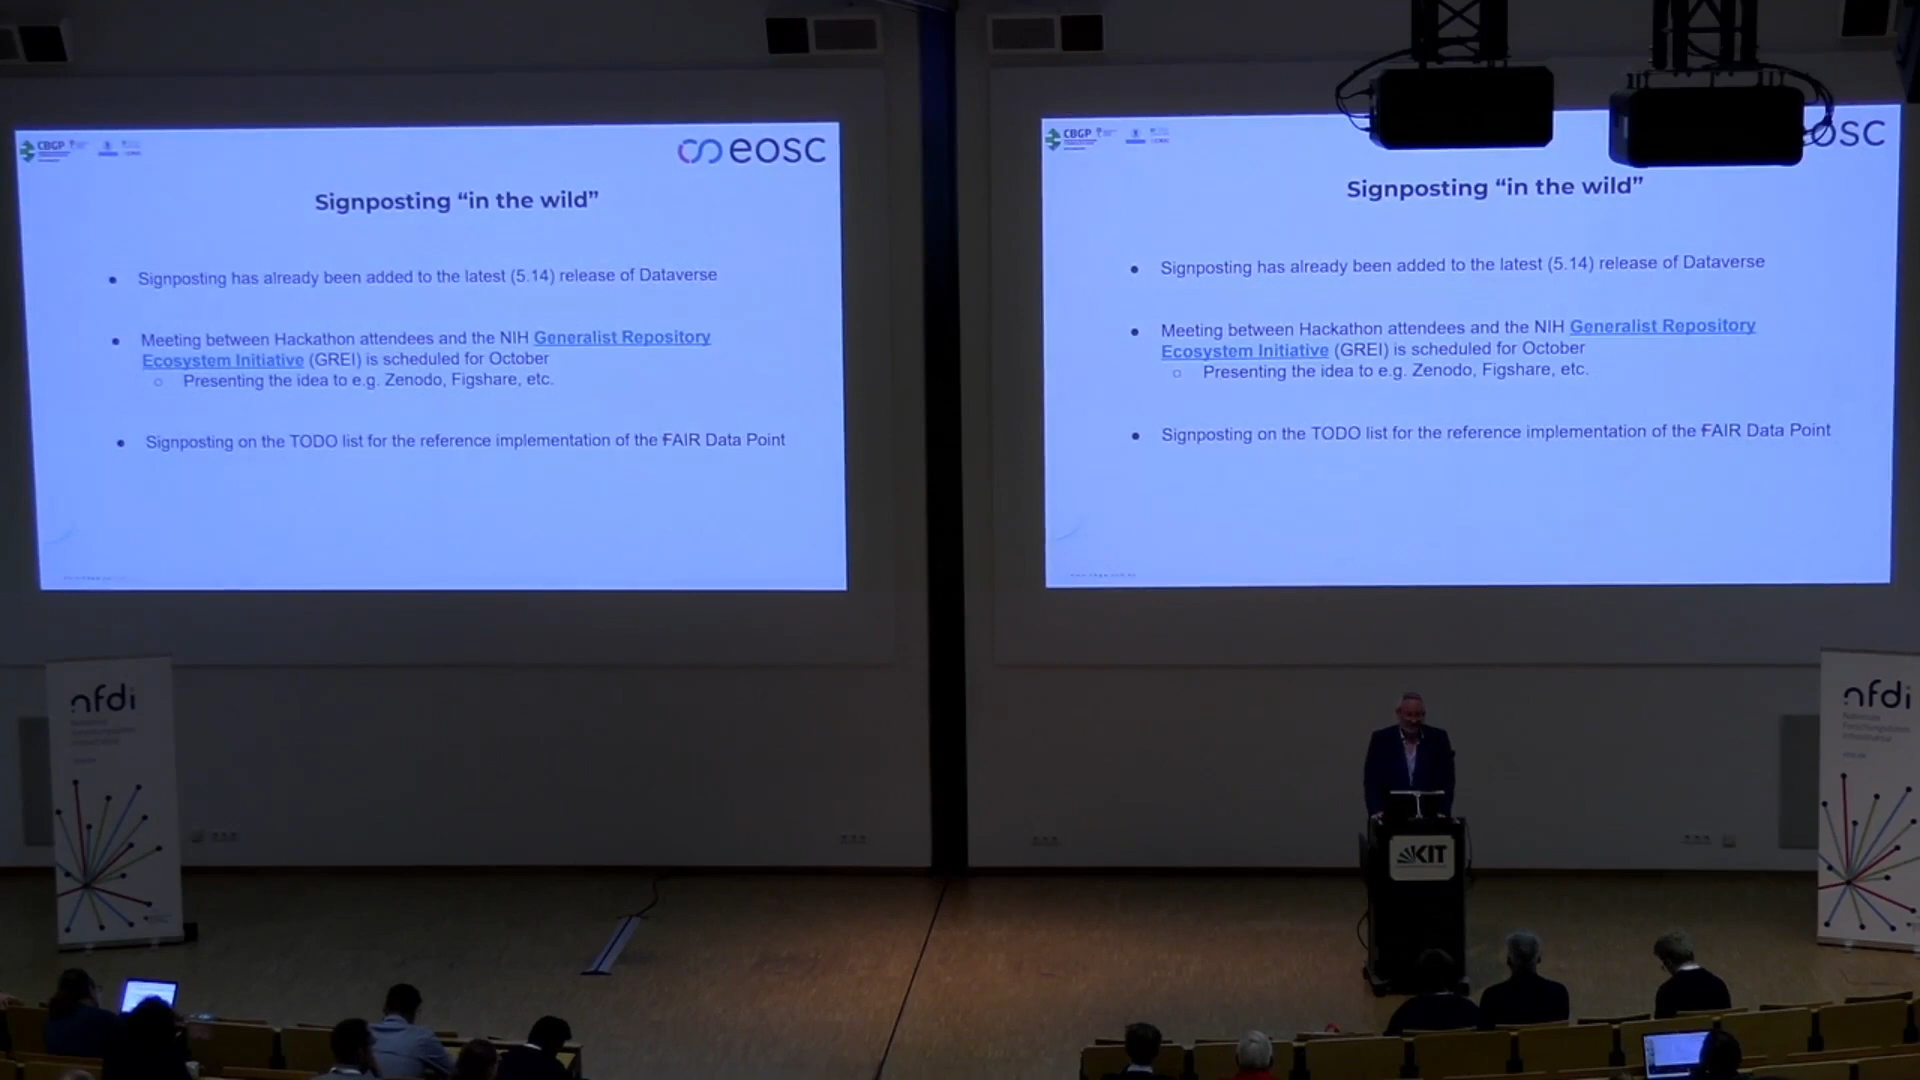 CBGP
eosc
Signposting “in the wild”
● Signposting has already been added to the latest (5.14) release of Dataverse
● Meeting between Hackathon attendees and the NIH Generalist Repository
Ecosystem Initiative (GREI) is scheduled for October
○ Presenting the idea to e.g. Zenodo, Figshare, etc.
● Signposting on the TODO list for the reference implementation of the FAIR Data Point
CBGP
osc
Signposting “in the wild”
● Signposting has already been added to the latest (5.14) release of Dataverse
● Meeting between Hackathon attendees and the NIH Generalist Repository
Ecosystem Initiative (GREI) is scheduled for October
○ Presenting the idea to e.g. Zenodo, Figshare, etc.
● Signposting on the TODO list for the reference implementation of the FAIR Data Point
nfdi
nfdi
KIT